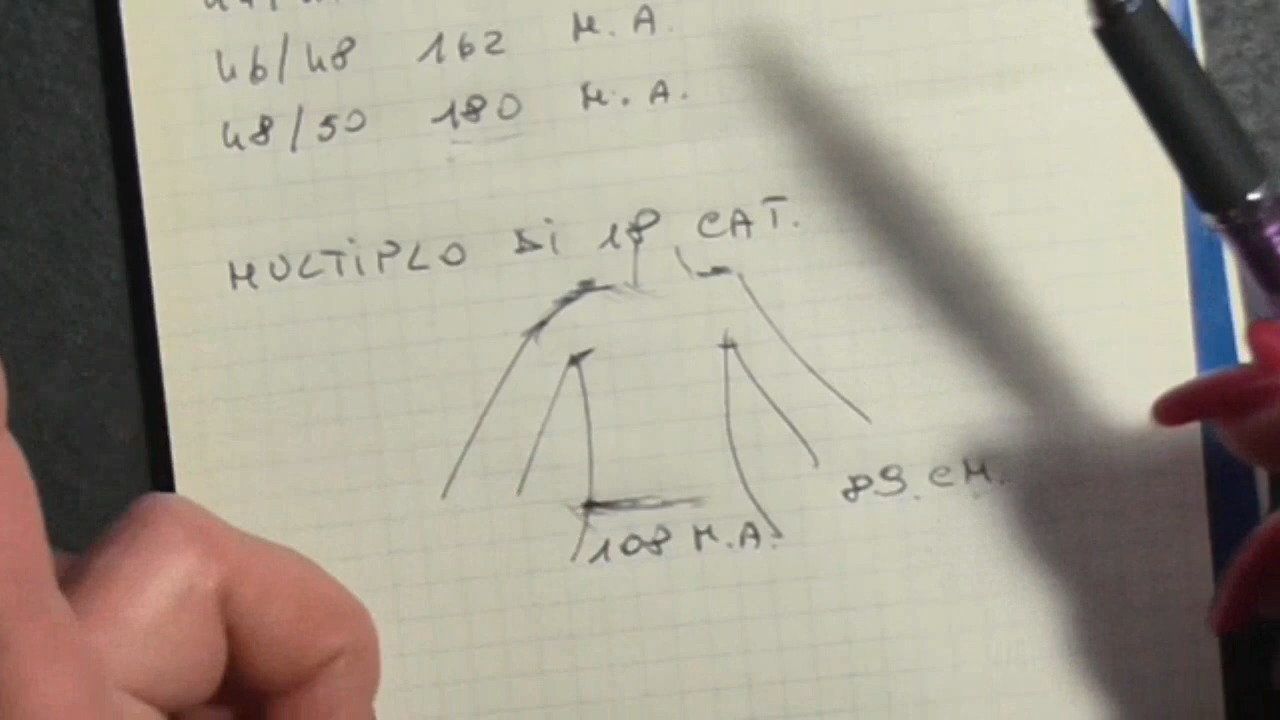 46/48 162 M.A.
48/50 180 M.A.
MULTIPLO Di 18 CAT.
89 CM.
108 M.A.